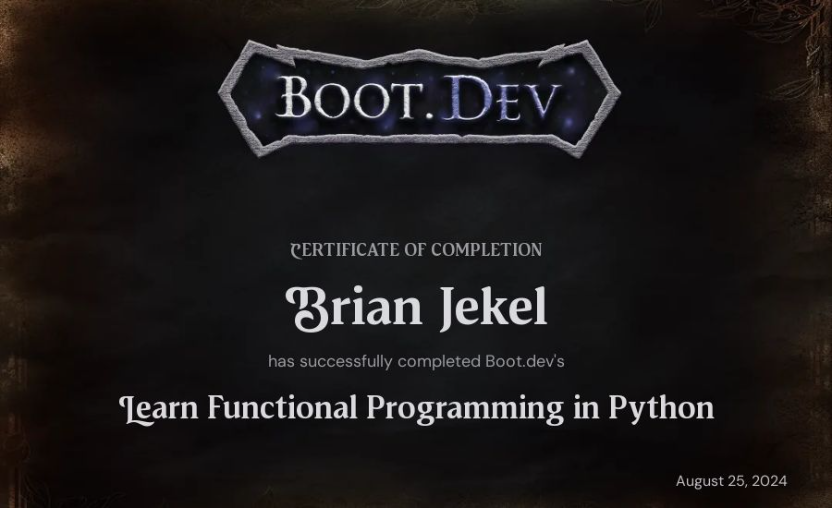 BOOT.DEV
CERTIFICATE OF COMPLETION
Brian Jekel
has successfully completed Boot.dev's
Learn Functional Programming in Python
August 25, 2024